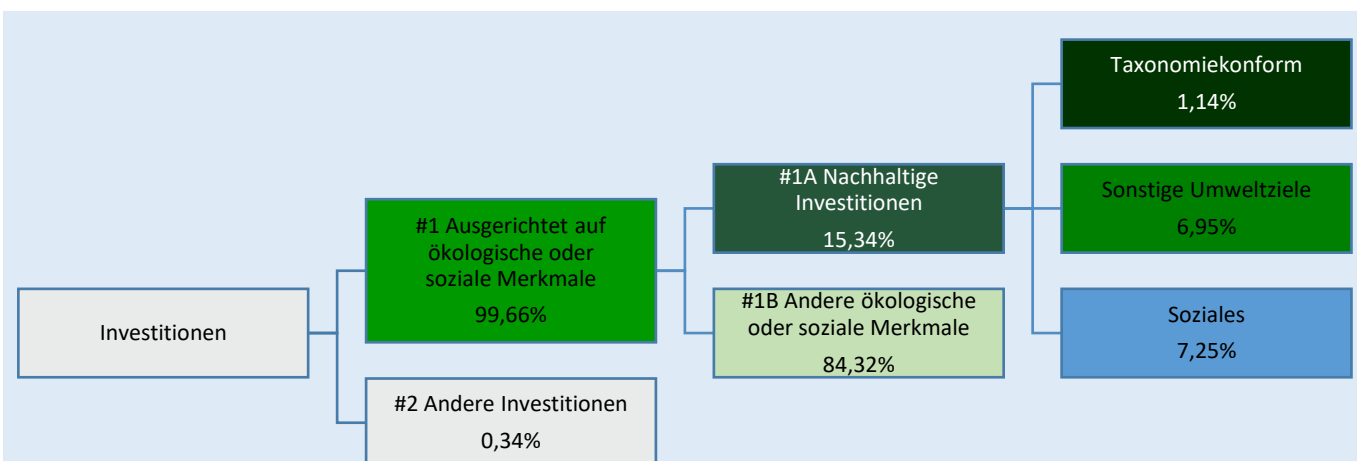 Investitionen
#1 Ausgerichtet auf
ökologische oder
soziale Merkmale
99,66%
#2 Andere Investitionen
0,34%
#1A Nachhaltige
Investitionen
15,34%
#1B Andere ökologische
oder soziale Merkmale
84,32%
Taxonomiekonform
1,14%
Sonstige Umweltziele
6,95%
Soziales
7,25%